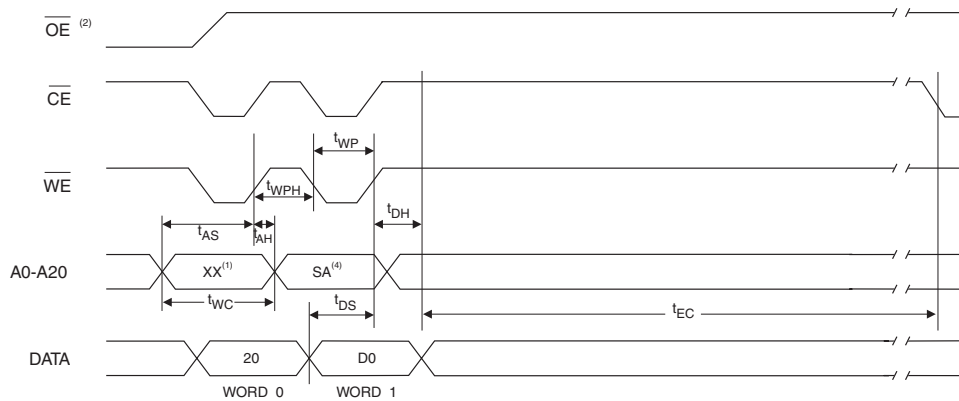 OE (2)
CE
tWP
WE
tWPH
tDH
tAS
tAH
A0-A20
XX(1)
SA(4)
tWC
tDS
tEC
DATA
20
D0
WORD 0
WORD 1